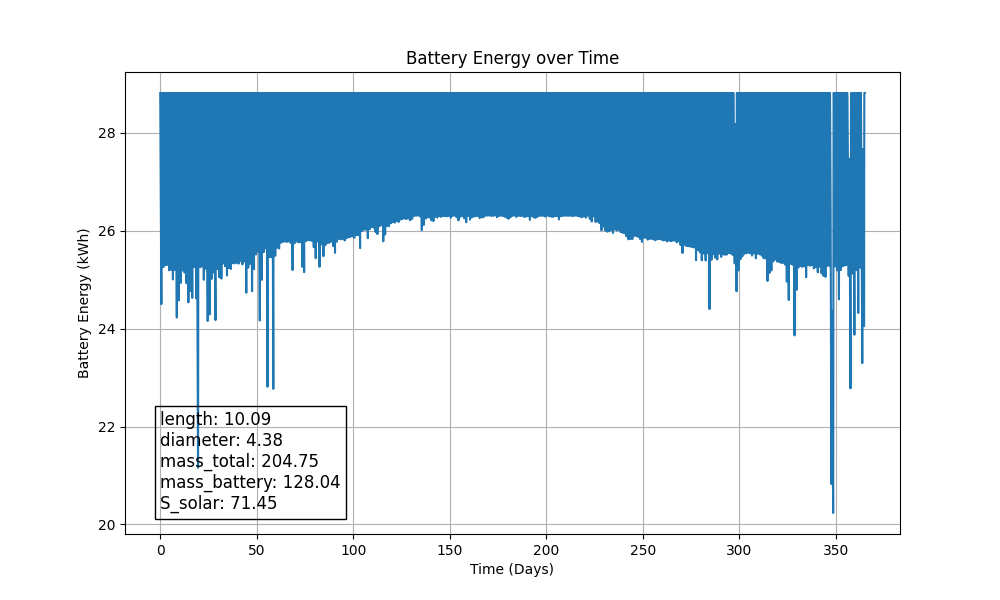 Battery Energy over Time
Battery Energy (kWh)
28
26
24
22
20
length: 10.09
diameter: 4.38
mass_total: 204.75
mass_battery: 128.04
S_solar: 71.45
0 50 100 150 200 250 300 350
Time (Days)